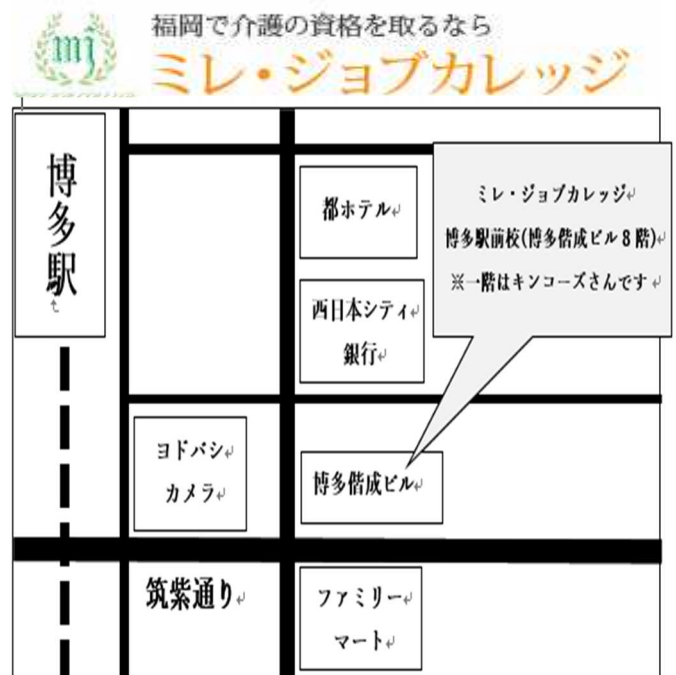 mj
福岡で介護の資格を取るなら
ミレ・ジョブカレッジ
博多駅
都ホテル
ミレ・ジョブカレッジ
博多駅前校(博多偕成ビル8階)
※一階はキンコーズさんです
西日本シティ
銀行
ヨドバシ
カメラ
博多偕成ビル
筑紫通り
ファミリー
マート